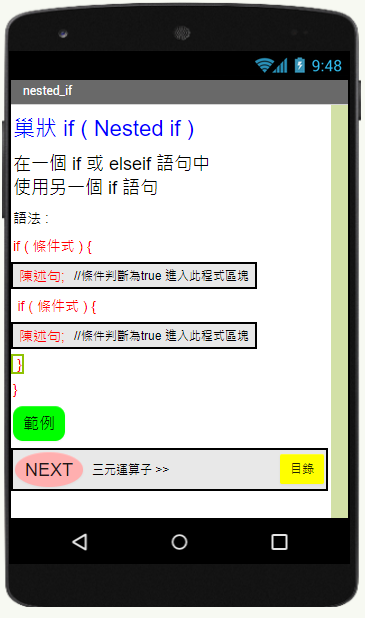 9:48
nested_if
巢狀 if ( Nested if )
在一個 if 或 elseif 語句中
使用另一個 if 語句
語法 :
if ( 條件式 ) {
陳述句; //條件判斷為true 進入此程式區塊
if ( 條件式 ) {
陳述句; //條件判斷為true 進入此程式區塊
}
}
範例
NEXT 三元運算子 >> 目錄